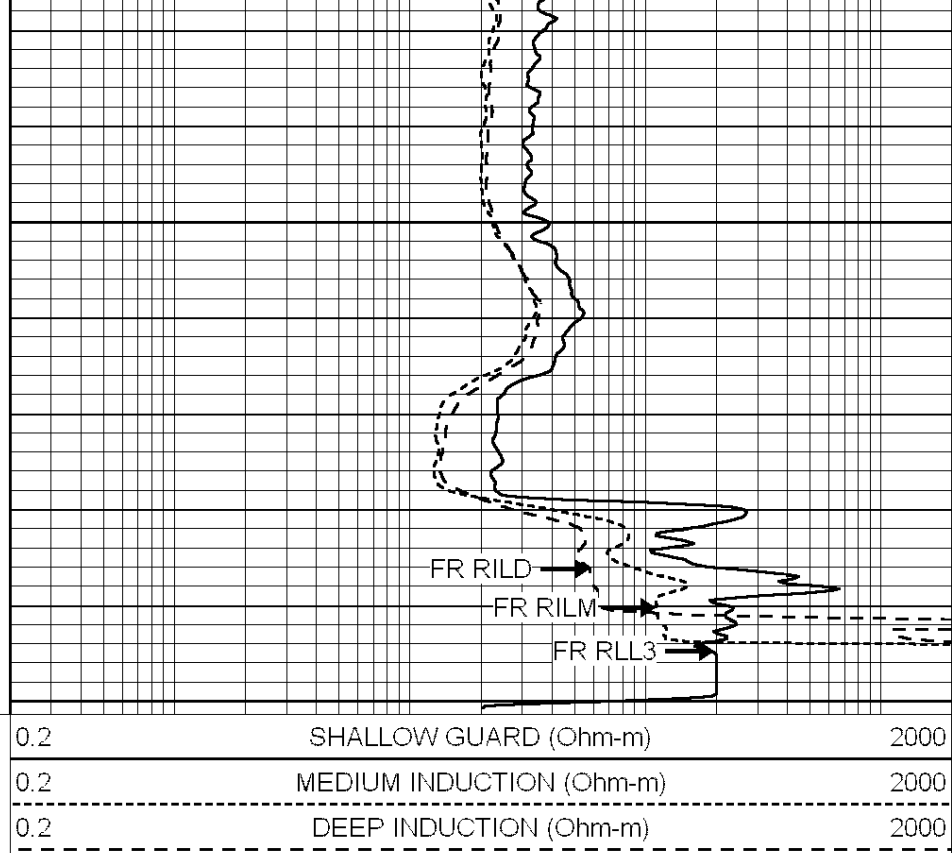 FR RILD
FR RILM
FR RLL3
0.2 SHALLOW GUARD (Ohm-m) 2000
0.2 MEDIUM INDUCTION (Ohm-m) 2000
0.2 DEEP INDUCTION (Ohm-m) 2000